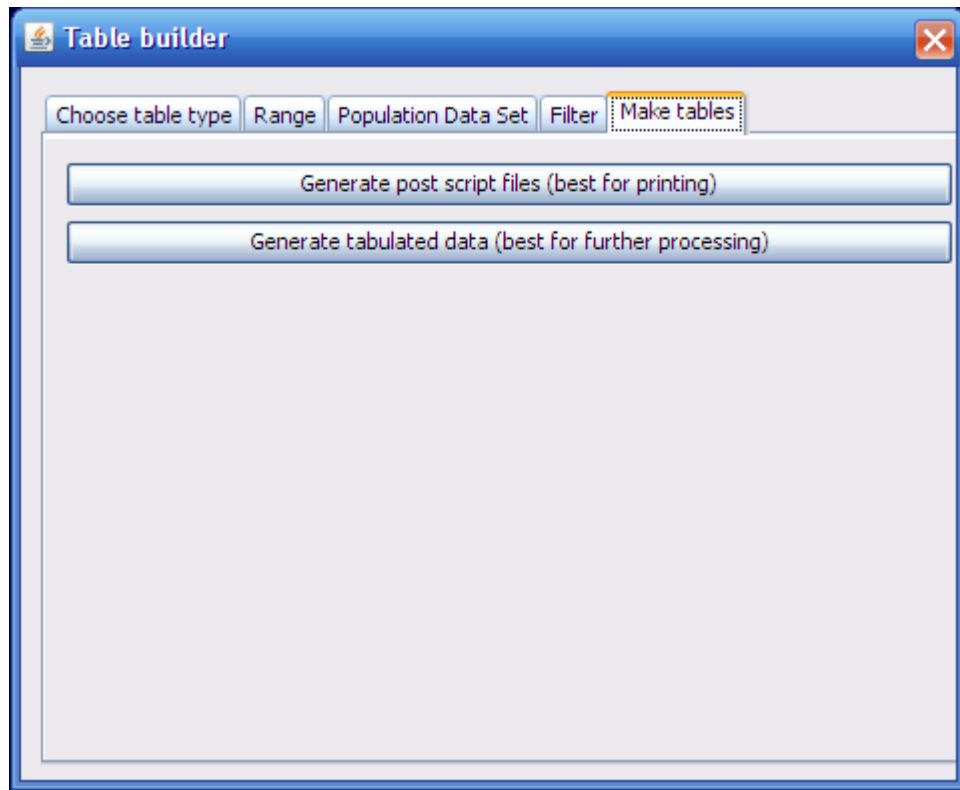 Table builder
Choose table type Range Population Data Set Filter Make tables
Generate post script files (best for printing)
Generate tabulated data (best for further processing)